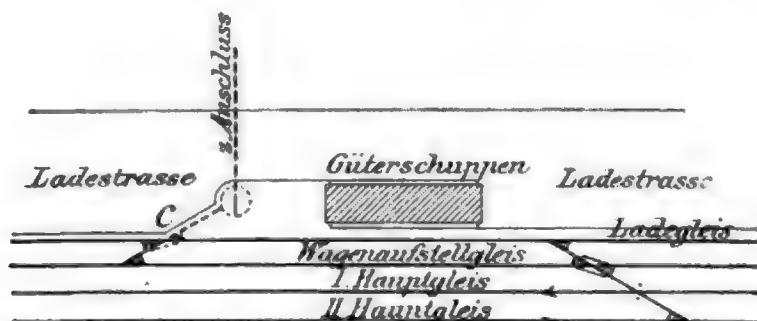 z. Anschluss
Güterschuppen
Ladestrasse
Ladestrasse
C
Ladegleis
Wagenaufstellgleis
I Hauptgleis
II Hauptgleis